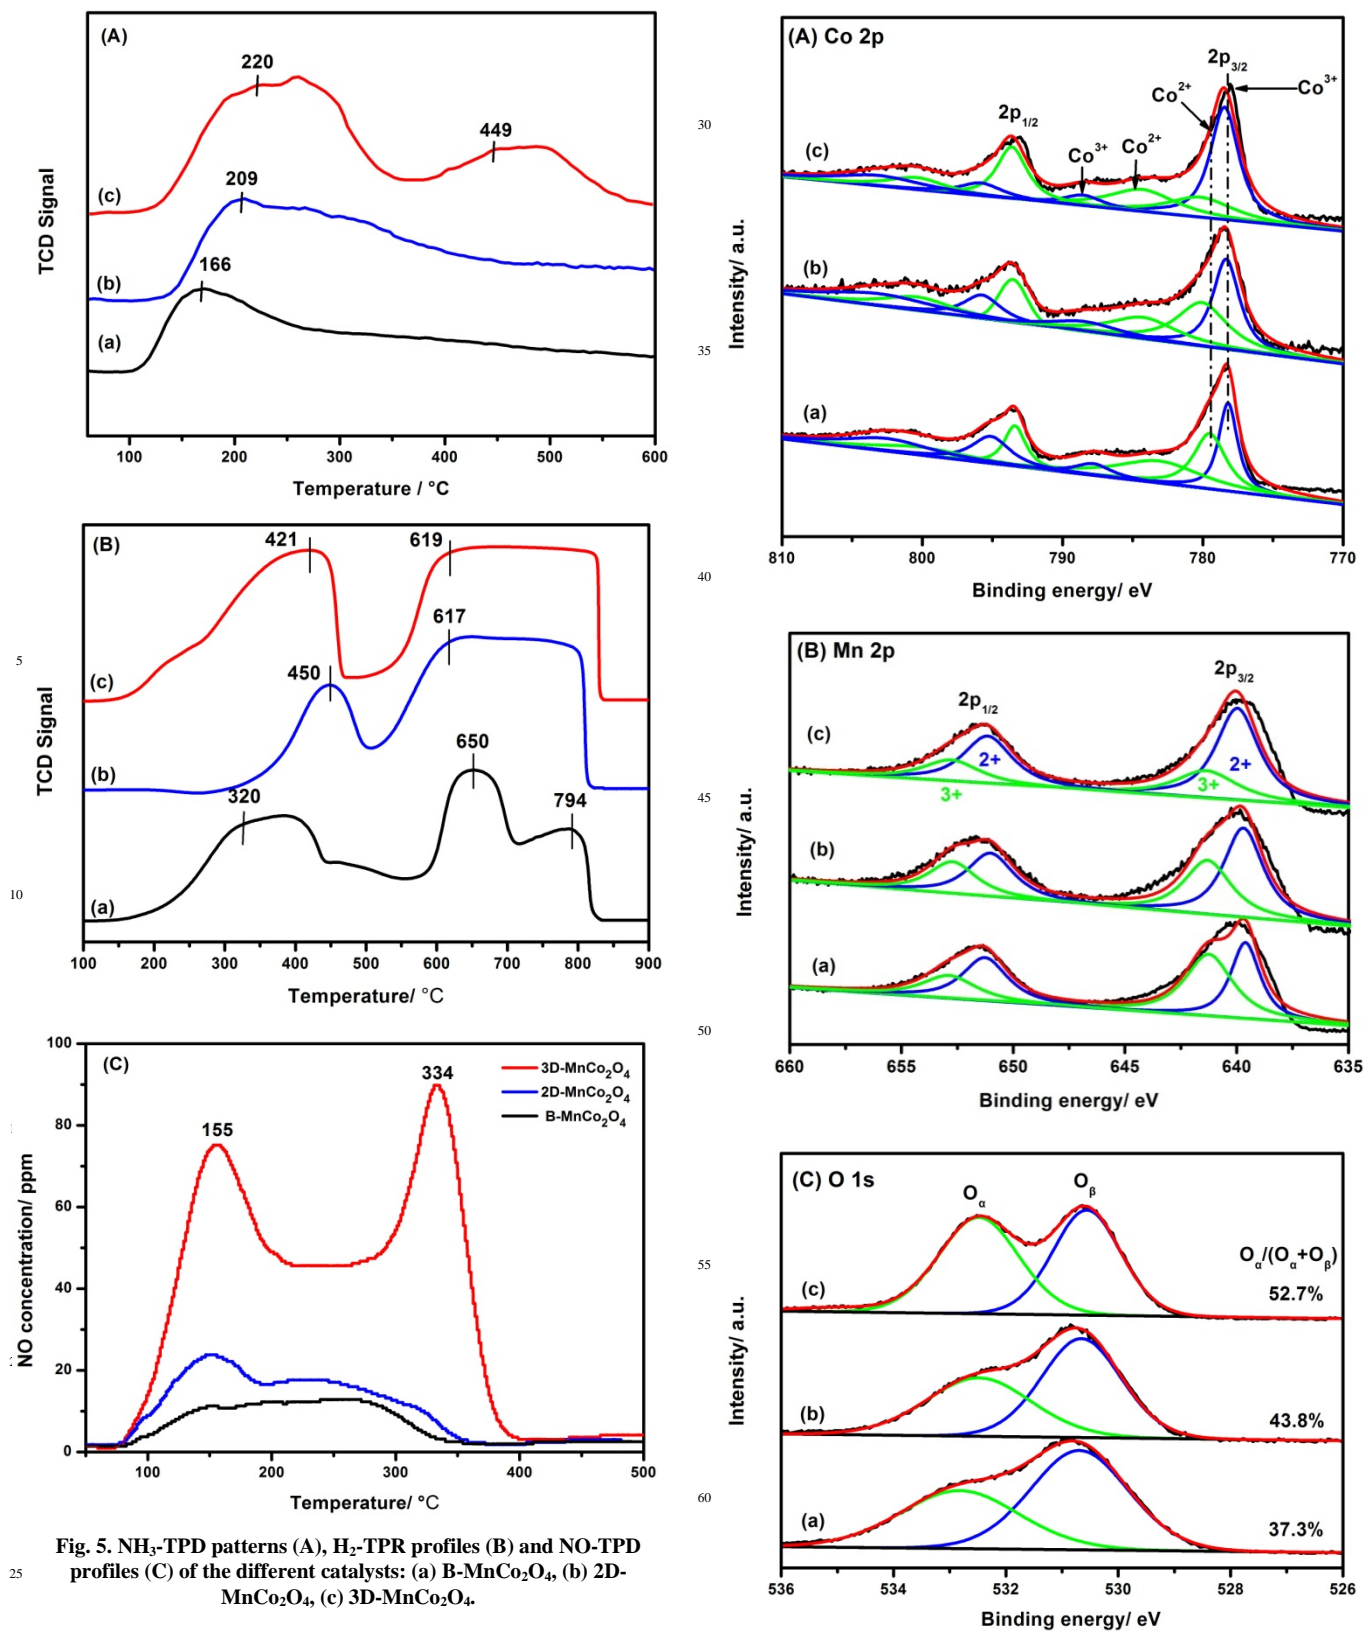 (A)
220
449
(c)
209
(b)
166
(a)
TCD Signal
100 200 300 400 500 600
Temperature / °C
(B)
421
619
617
(c)
450
650
(b)
320
794
(a)
TCD Signal
100 200 300 400 500 600 700 800 900
Temperature/ °C
5
10
(C)
334
155
3D-MnCo₂O₄
2D-MnCo₂O₄
B-MnCo₂O₄
100
80
60
40
20
0
NO concentration/ ppm
100 200 300 400 500
Temperature/ °C
Fig. 5. NH₃-TPD patterns (A), H₂-TPR profiles (B) and NO-TPD
profiles (C) of the different catalysts: (a) B-MnCo₂O₄, (b) 2D-
MnCo₂O₄, (c) 3D-MnCo₂O₄.
25
30
35
40
45
50
55
60
(A) Co 2p
2p₃/₂
Co²⁺
Co³⁺
2p₁/₂
Co³⁺
Co²⁺
(c)
(b)
(a)
Intensity/ a.u.
810 800 790 780 770
Binding energy/ eV
(B) Mn 2p
2p₃/₂
2p₁/₂
(c)
2+
2+
3+
3+
(b)
(a)
Intensity/ a.u.
660 655 650 645 640 635
Binding energy/ eV
(C) O 1s
Oα
Oβ
Oα/(Oα+Oβ)
(c)
52.7%
(b)
43.8%
(a)
37.3%
Intensity/ a.u.
536 534 532 530 528 526
Binding energy/ eV